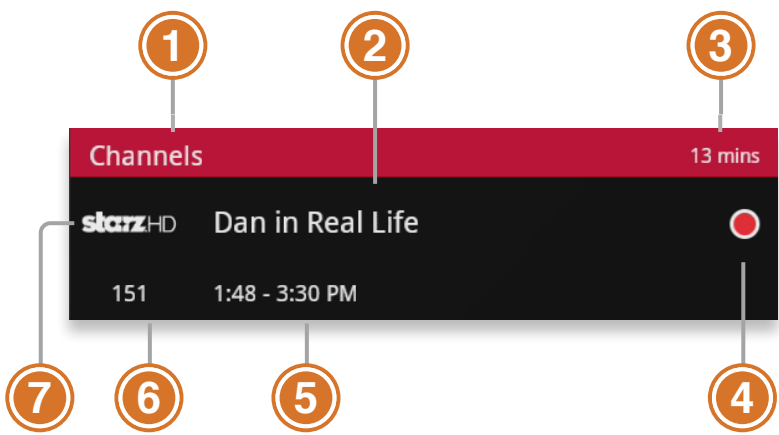 1 2 3
Channels 13 mins
starz HD Dan in Real Life
151 1:48 - 3:30 PM
7 6 5 4